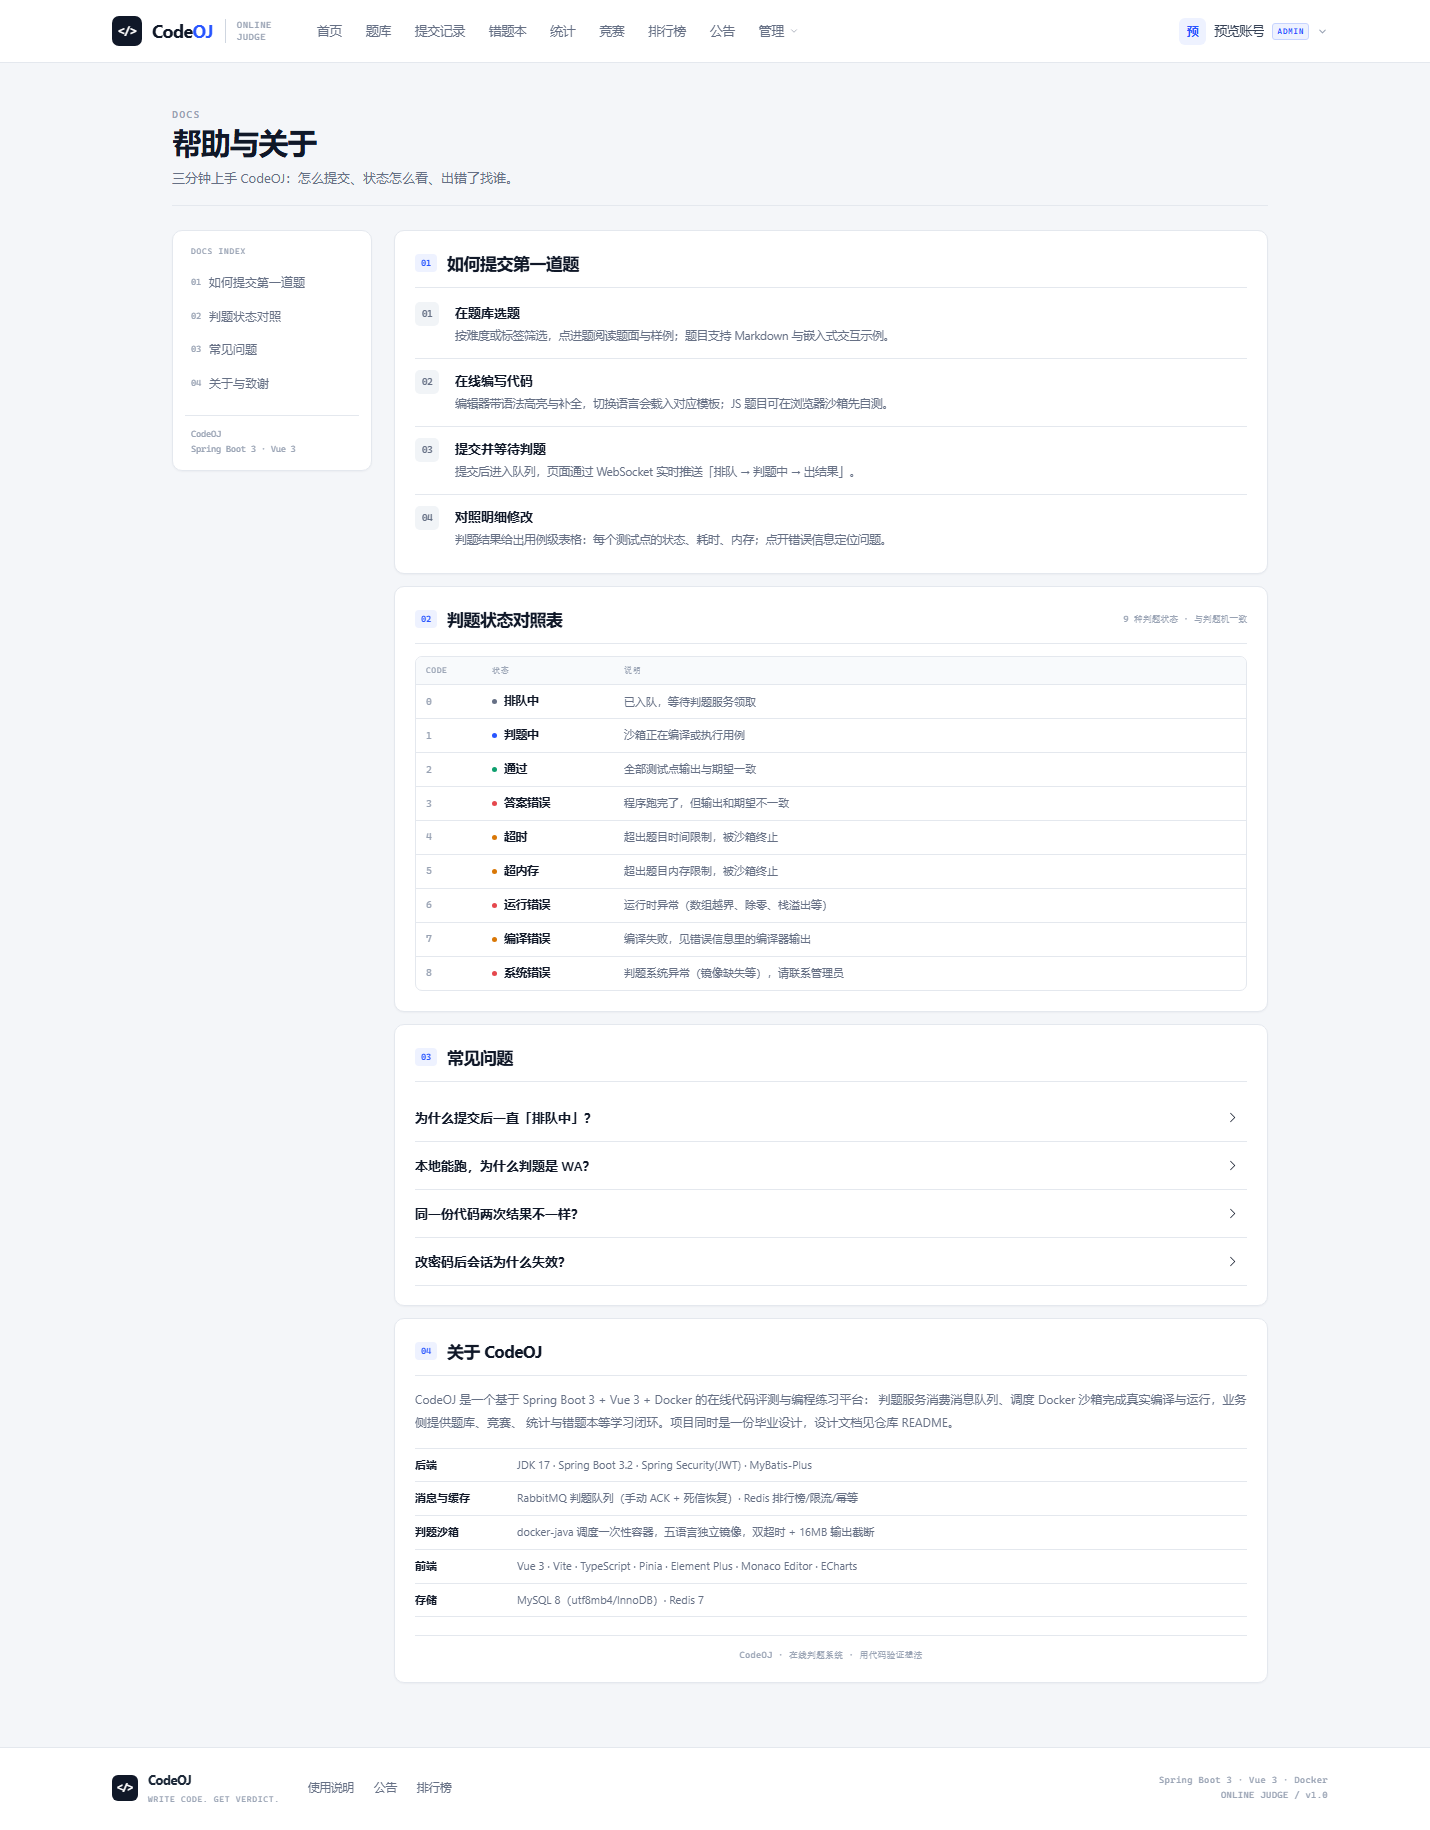 </> CodeOJ ONLINE JUDGE 首页 题库 提交记录 错题本 统计 竞赛 排行榜 公告 管理 预 预览账号 ADMIN
DOCS
帮助与关于
三分钟上手 CodeOJ：怎么提交、状态怎么看、出错了找谁。
DOCS INDEX
01 如何提交第一道题
02 判题状态对照
03 常见问题
04 关于与致谢
CodeOJ
Spring Boot 3 · Vue 3
01 如何提交第一道题
01 在题库选题
按难度或标签筛选，点进题阅读题面与样例；题目支持 Markdown 与嵌入式交互示例。
02 在线编写代码
编辑器带语法高亮与补全，切换语言会载入对应模板；JS 题目可在浏览器沙箱先自测。
03 提交并等待判题
提交后进入队列，页面通过 WebSocket 实时推送「排队 → 判题中 → 出结果」。
04 对照明细修改
判题结果给出用例级表格：每个测试点的状态、耗时、内存；点开错误信息定位问题。
02 判题状态对照表 9 种判题状态 · 与判题机一致
CODE 状态 说明
0 排队中 已入队，等待判题服务领取
1 判题中 沙箱正在编译或执行用例
2 通过 全部测试点输出与期望一致
3 答案错误 程序跑完了，但输出和期望不一致
4 超时 超出题目时间限制，被沙箱终止
5 超内存 超出题目内存限制，被沙箱终止
6 运行错误 运行时异常（数组越界、除零、栈溢出等）
7 编译错误 编译失败，见错误信息里的编译器输出
8 系统错误 判题系统异常（镜像缺失等），请联系管理员
03 常见问题
为什么提交后一直「排队中」？
本地能跑，为什么判题是 WA？
同一份代码两次结果不一样？
改密码后会话为什么失效？
04 关于 CodeOJ
CodeOJ 是一个基于 Spring Boot 3 + Vue 3 + Docker 的在线代码评测与编程练习平台： 判题服务消费消息队列、调度 Docker 沙箱完成真实编译与运行，业务
侧提供题库、竞赛、 统计与错题本等学习闭环。项目同时是一份毕业设计，设计文档见仓库 README。
后端 JDK 17 · Spring Boot 3.2 · Spring Security(JWT) · MyBatis-Plus
消息与缓存 RabbitMQ 判题队列（手动 ACK + 死信恢复）· Redis 排行榜/限流/幂等
判题沙箱 docker-java 调度一次性容器，五语言独立镜像，双超时 + 16MB 输出截断
前端 Vue 3 · Vite · TypeScript · Pinia · Element Plus · Monaco Editor · ECharts
存储 MySQL 8（utf8mb4/InnoDB）· Redis 7
CodeOJ · 在线判题系统 · 用代码验证想法
</> CodeOJ
WRITE CODE. GET VERDICT.
使用说明 公告 排行榜
Spring Boot 3 · Vue 3 · Docker
ONLINE JUDGE / v1.0